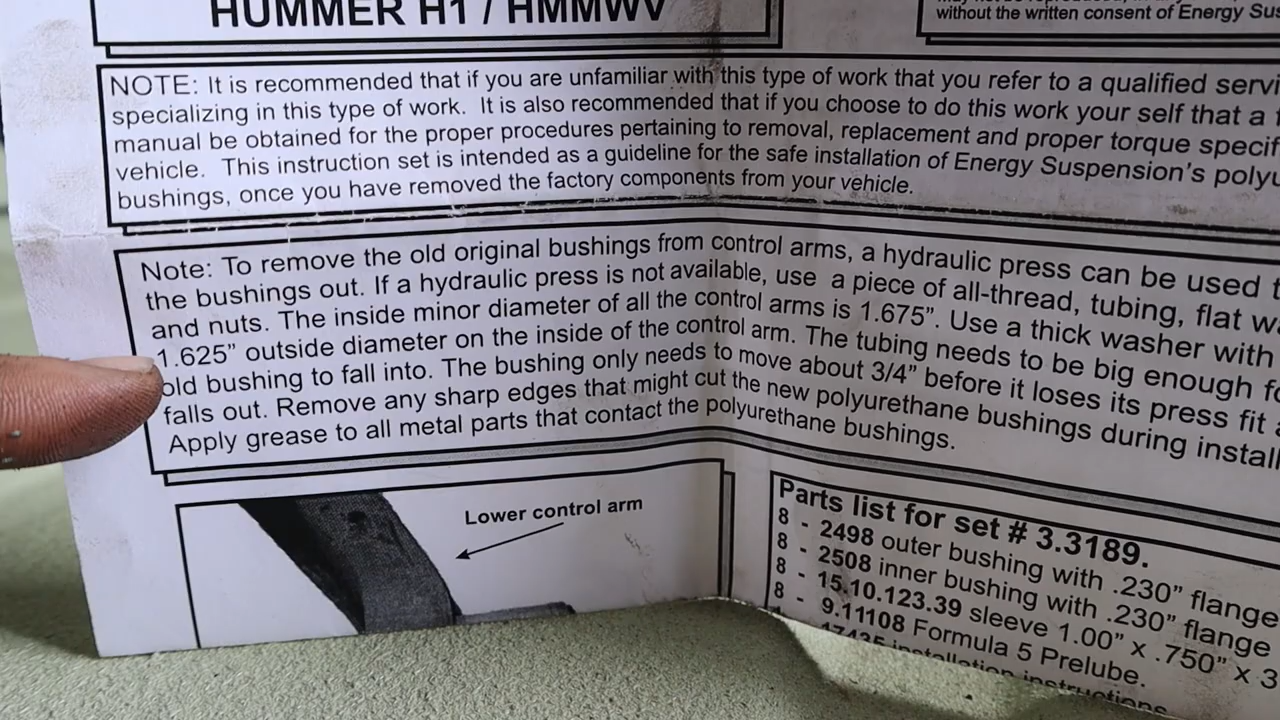 HUMMER H1 / HMMWV
without the written consent of Energy
NOTE: It is recommended that if you are unfamiliar with this type of work that you refer to a qualified
specializing in this type of work. It is also recommended that if you choose to do this work your self that a
manual be obtained for the proper procedures pertaining to removal, replacement and proper torque
vehicle. This instruction set is intended as a guideline for the safe installation of Energy Suspension's
bushings, once you have removed the factory components from your vehicle.
Note: To remove the old original bushings from control arms, a hydraulic press can be used
the bushings out. If a hydraulic press is not available, use a piece of all-thread, tubing, flat
and nuts. The inside minor diameter of all the control arms is 1.675”. Use a thick washer with
1.625” outside diameter on the inside of the control arm. The tubing needs to be big enough
old bushing to fall into. The bushing only needs to move about 3/4” before it loses its press fit
falls out. Remove any sharp edges that might cut the new polyurethane bushings during
Apply grease to all metal parts that contact the polyurethane bushings.
Lower control arm
Parts list for set # 3.3189.
8 - 2498 outer bushing with .230” flange
8 - 2508 inner bushing with .230” flange
8 - 15.10.123.39 sleeve 1.00” x .750” x
8 - 9.11108 Formula 5 Prelube.
17435 installation instructions